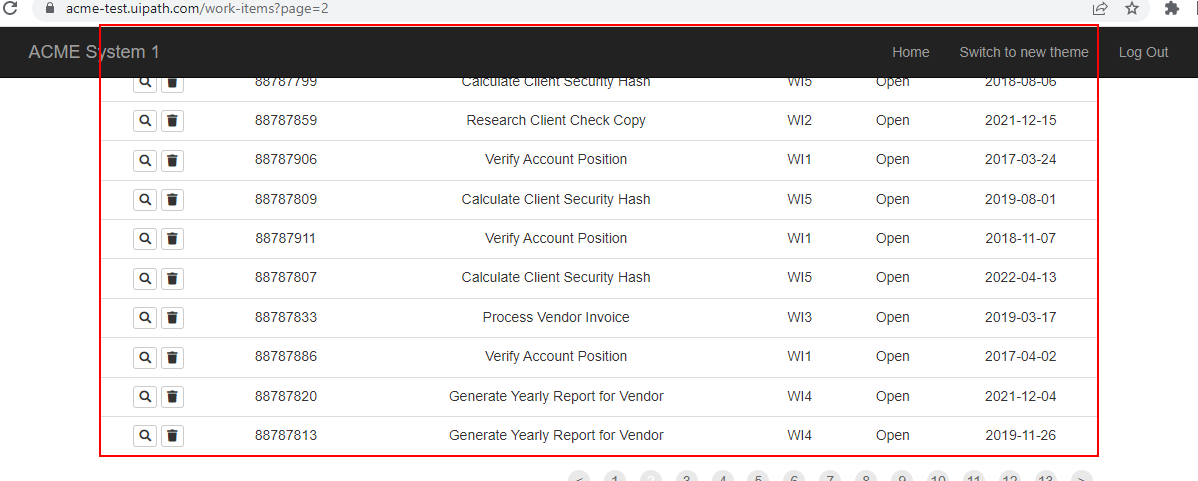 acme-test.uipath.com/work-items?page=2
ACME System 1 Home Switch to new theme Log Out
88787799 Calculate Client Security Hash WI5 Open 2018-08-06
88787859 Research Client Check Copy WI2 Open 2021-12-15
88787906 Verify Account Position WI1 Open 2017-03-24
88787809 Calculate Client Security Hash WI5 Open 2019-08-01
88787911 Verify Account Position WI1 Open 2018-11-07
88787807 Calculate Client Security Hash WI5 Open 2022-04-13
88787833 Process Vendor Invoice WI3 Open 2019-03-17
88787886 Verify Account Position WI1 Open 2017-04-02
88787820 Generate Yearly Report for Vendor WI4 Open 2021-12-04
88787813 Generate Yearly Report for Vendor WI4 Open 2019-11-26
< 1 2 3 4 5 6 7 8 9 10 11 12 13 >